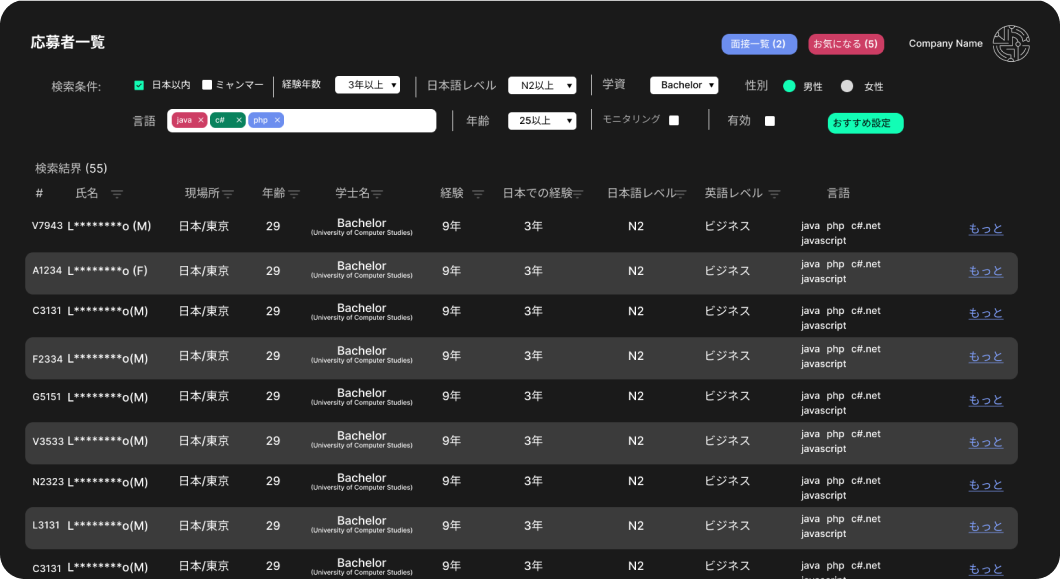 応募者一覧
面接一覧 (2) お気になる (5) Company Name
検索条件: 日本以内 ミャンマー 経験年数 3年以上 日本語レベル N2以上 学資 Bachelor 性別 男性 女性
言語 java × c# × php × 年齢 25以上 モニタリング 有効 おすすめ設定
検索結界 (55)
# 氏名 現場所 年齢 学士名 経験 日本での経験 日本語レベル 英語レベル 言語
V7943 L********o (M) 日本/東京 29 Bachelor 9年 3年 N2 ビジネス java php c#.net もっと
(University of Computer Studies) javascript
A1234 L********o (F) 日本/東京 29 Bachelor 9年 3年 N2 ビジネス java php c#.net もっと
(University of Computer Studies) javascript
C3131 L********o(M) 日本/東京 29 Bachelor 9年 3年 N2 ビジネス java php c#.net もっと
(University of Computer Studies) javascript
F2334 L********o(M) 日本/東京 29 Bachelor 9年 3年 N2 ビジネス java php c#.net もっと
(University of Computer Studies) javascript
G5151 L********o(M) 日本/東京 29 Bachelor 9年 3年 N2 ビジネス java php c#.net もっと
(University of Computer Studies) javascript
V3533 L********o(M) 日本/東京 29 Bachelor 9年 3年 N2 ビジネス java php c#.net もっと
(University of Computer Studies) javascript
N2323 L********o(M) 日本/東京 29 Bachelor 9年 3年 N2 ビジネス java php c#.net もっと
(University of Computer Studies) javascript
L3131 L********o(M) 日本/東京 29 Bachelor 9年 3年 N2 ビジネス java php c#.net もっと
(University of Computer Studies) javascript
C3131 L********o(M) 日本/東京 29 Bachelor 9年 3年 N2 ビジネス java php c#.net もっと
(University of Computer Studies)